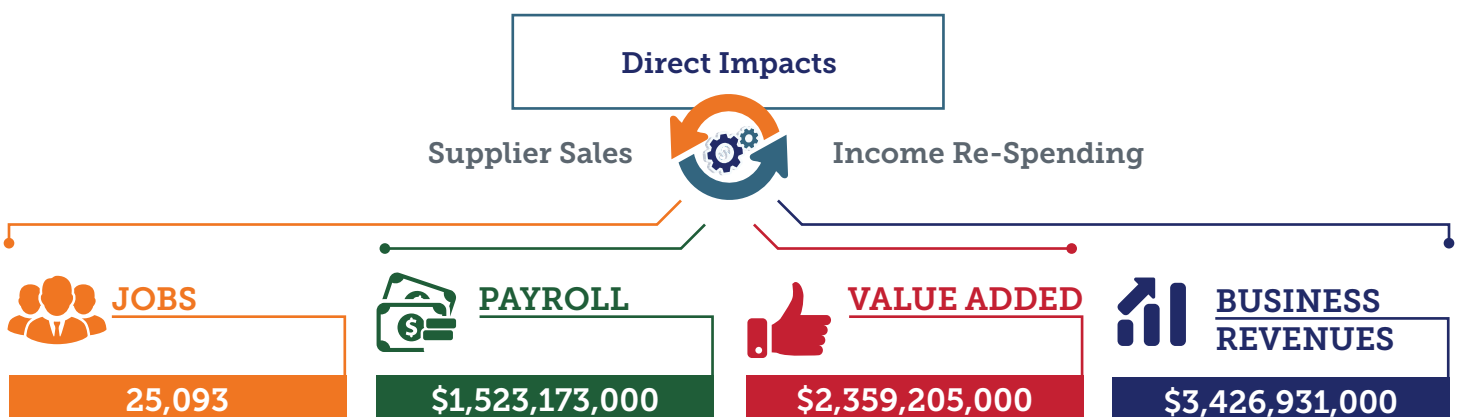 Direct Impacts
Supplier Sales
Income Re-Spending
JOBS
25,093
PAYROLL
$
$1,523,173,000
VALUE ADDED
$2,359,205,000
BUSINESS
REVENUES
$3,426,931,000